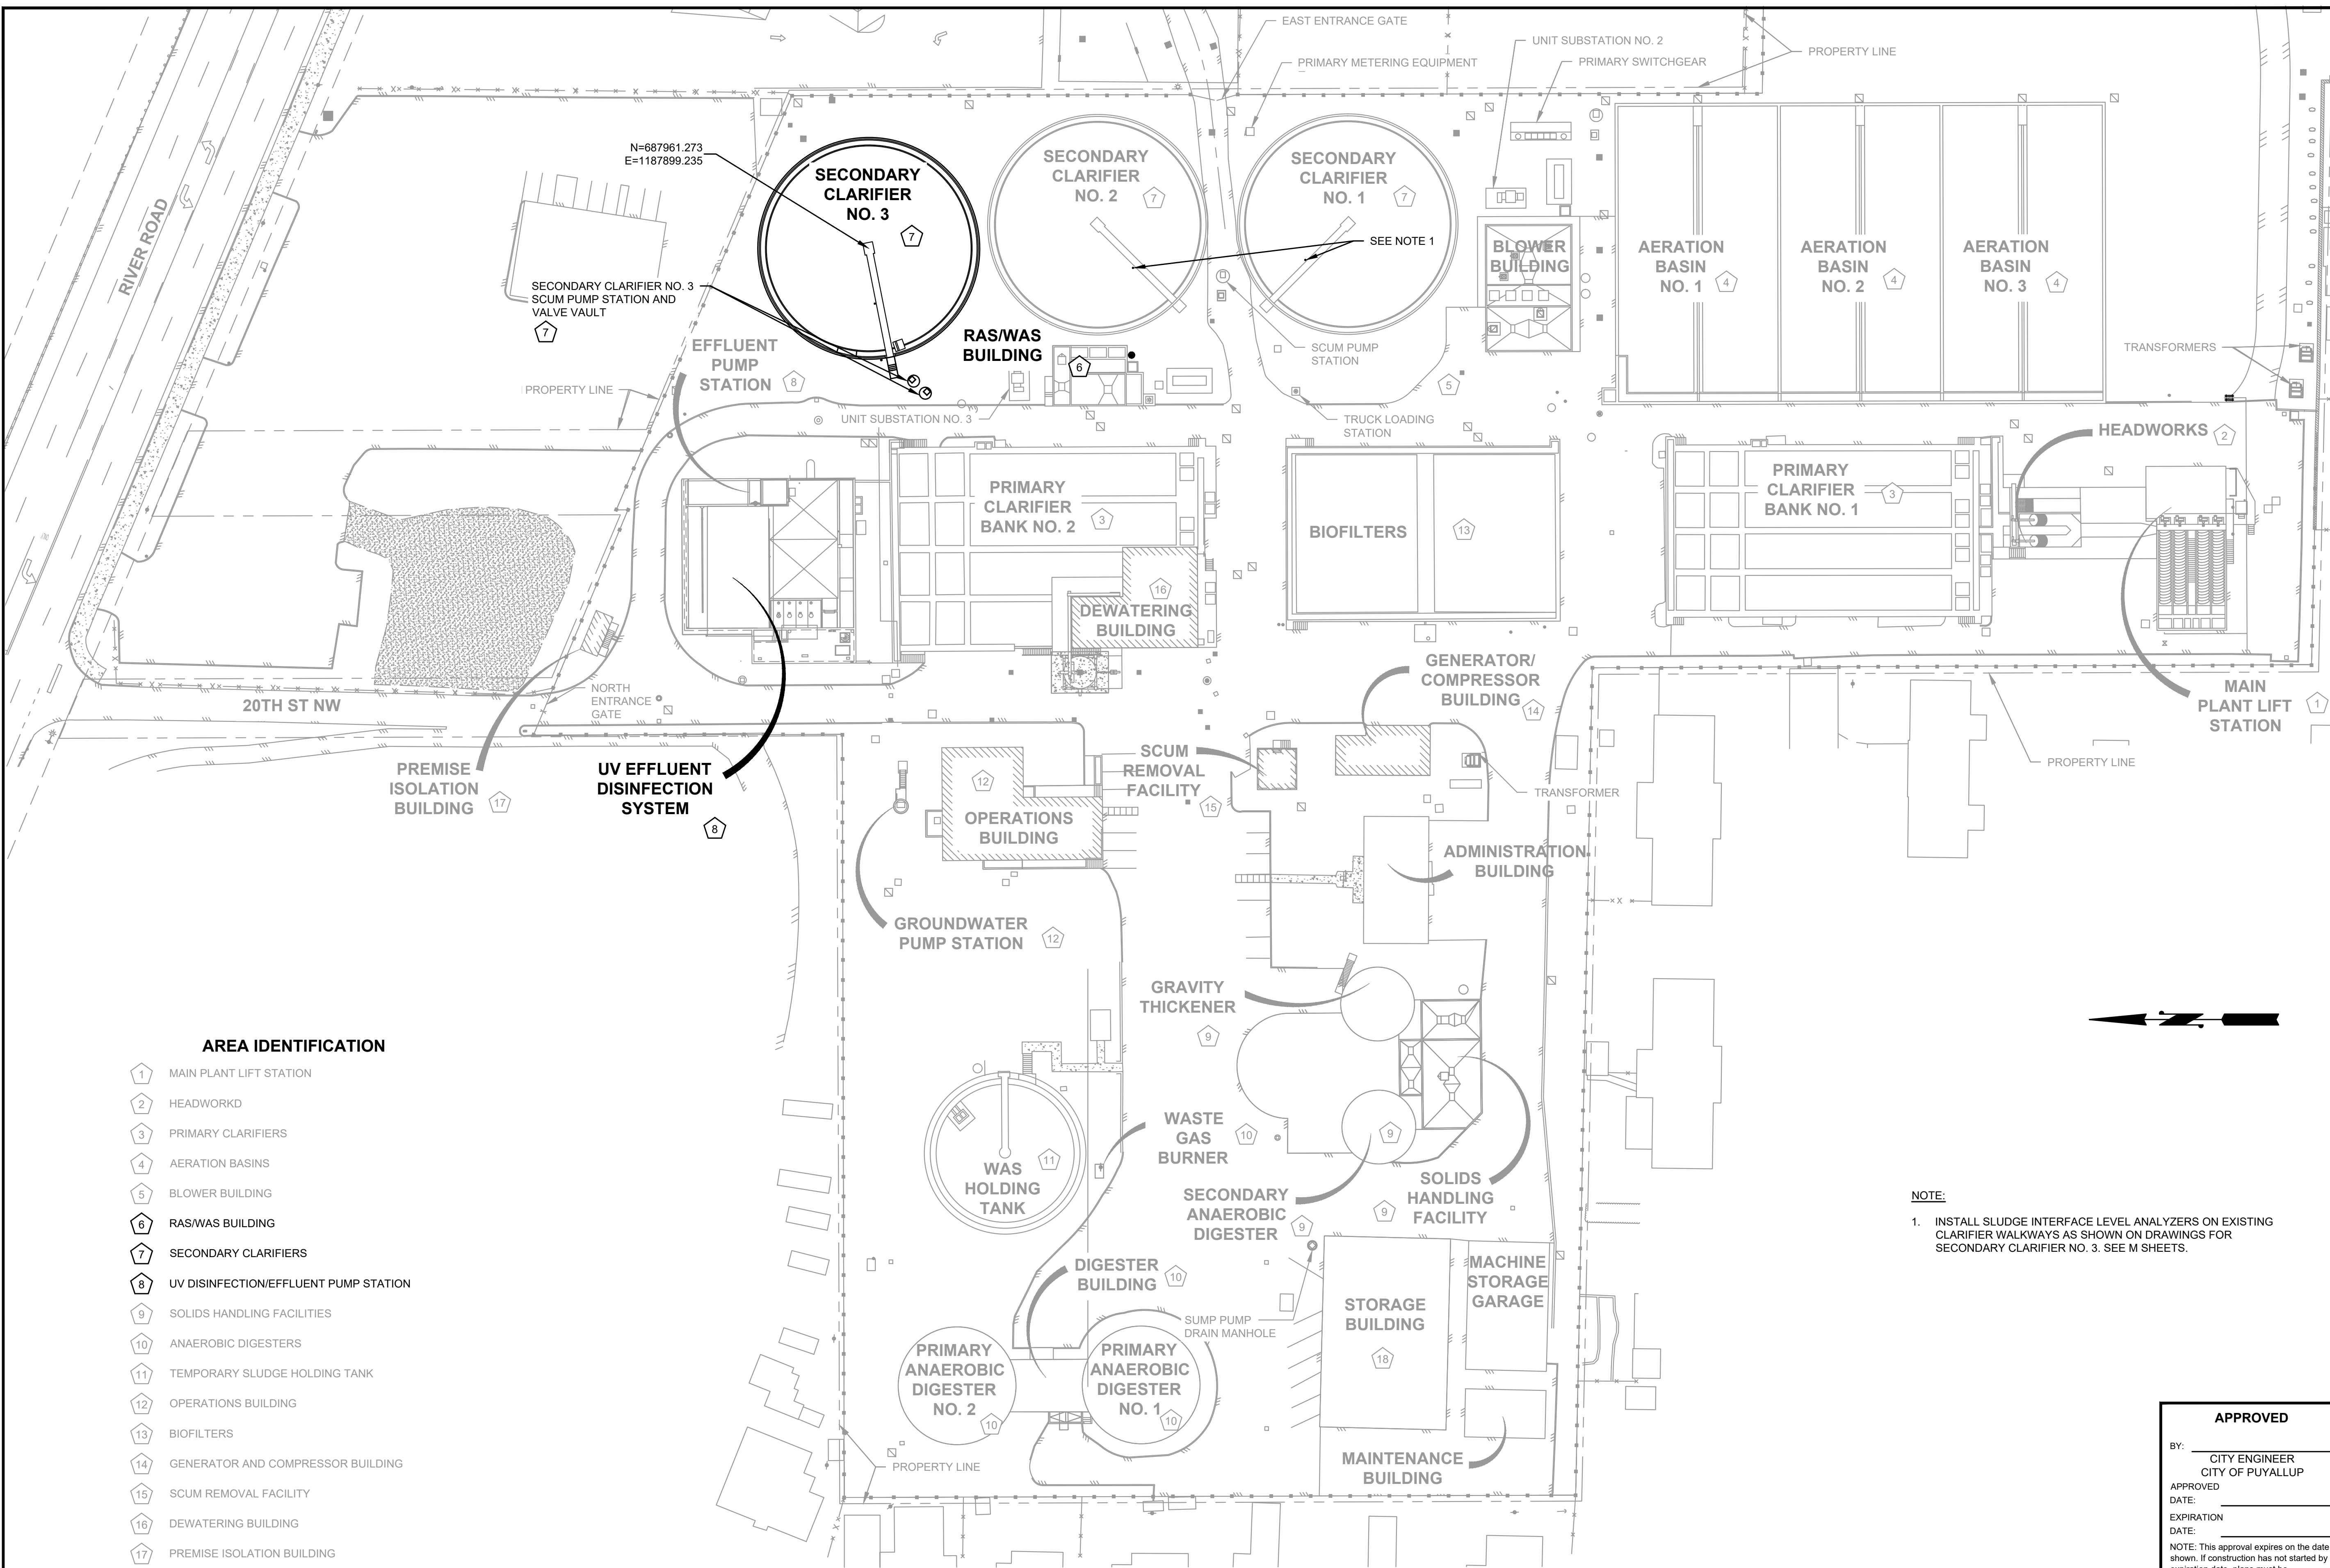 EAST ENTRANCE GATE
UNIT SUBSTATION NO. 2
PROPERTY LINE
PRIMARY METERING EQUIPMENT
PRIMARY SWITCHGEAR
N=687961.273
E=1187899.235
SECONDARY
CLARIFIER
NO. 3
7
SECONDARY
CLARIFIER
NO. 2
7
SECONDARY
CLARIFIER
NO. 1
7
RIVER ROAD
SEE NOTE 1
BLOWER
BUILDING
AERATION
BASIN
NO. 1
4
AERATION
BASIN
NO. 2
4
AERATION
BASIN
NO. 3
4
SECONDARY CLARIFIER NO. 3
SCUM PUMP STATION AND
VALVE VAULT
7
EFFLUENT
PUMP
STATION
8
RAS/WAS
BUILDING
6
SCUM PUMP
STATION
5
TRANSFORMERS
PROPERTY LINE
UNIT SUBSTATION NO. 3
TRUCK LOADING
STATION
HEADWORKS
2
PRIMARY
CLARIFIER
BANK NO. 2
3
BIOFILTERS
13
PRIMARY
CLARIFIER
BANK NO. 1
3
16
DEWATERING
BUILDING
20TH ST NW
NORTH
ENTRANCE
GATE
GENERATOR/
COMPRESSOR
BUILDING
14
MAIN
PLANT LIFT
STATION
1
PREMISE
ISOLATION
BUILDING
17
UV EFFLUENT
DISINFECTION
SYSTEM
8
12
OPERATIONS
BUILDING
SCUM
REMOVAL
FACILITY
15
TRANSFORMER
PROPERTY LINE
ADMINISTRATION
BUILDING
GROUNDWATER
PUMP STATION
12
GRAVITY
THICKENER
9
AREA IDENTIFICATION
1 MAIN PLANT LIFT STATION
2 HEADWORKD
3 PRIMARY CLARIFIERS
4 AERATION BASINS
5 BLOWER BUILDING
6 RAS/WAS BUILDING
7 SECONDARY CLARIFIERS
8 UV DISINFECTION/EFFLUENT PUMP STATION
9 SOLIDS HANDLING FACILITIES
10 ANAEROBIC DIGESTERS
11 TEMPORARY SLUDGE HOLDING TANK
12 OPERATIONS BUILDING
13 BIOFILTERS
14 GENERATOR AND COMPRESSOR BUILDING
15 SCUM REMOVAL FACILITY
16 DEWATERING BUILDING
17 PREMISE ISOLATION BUILDING
WAS
HOLDING
TANK
11
WASTE
GAS
BURNER
10
9
SECONDARY
ANAEROBIC
DIGESTER
9
SOLIDS
HANDLING
FACILITY
9
DIGESTER
BUILDING
10
SUMP PUMP
DRAIN MANHOLE
STORAGE
BUILDING
18
MACHINE
STORAGE
GARAGE
PRIMARY
ANAEROBIC
DIGESTER
NO. 2
10
PRIMARY
ANAEROBIC
DIGESTER
NO. 1
10
PROPERTY LINE
MAINTENANCE
BUILDING
NOTE:
1. INSTALL SLUDGE INTERFACE LEVEL ANALYZERS ON EXISTING
CLARIFIER WALKWAYS AS SHOWN ON DRAWINGS FOR
SECONDARY CLARIFIER NO. 3. SEE M SHEETS.
APPROVED
BY:
CITY ENGINEER
CITY OF PUYALLUP
APPROVED
DATE:
EXPIRATION
DATE:
NOTE: This approval expires on the date
shown. If construction has not started by